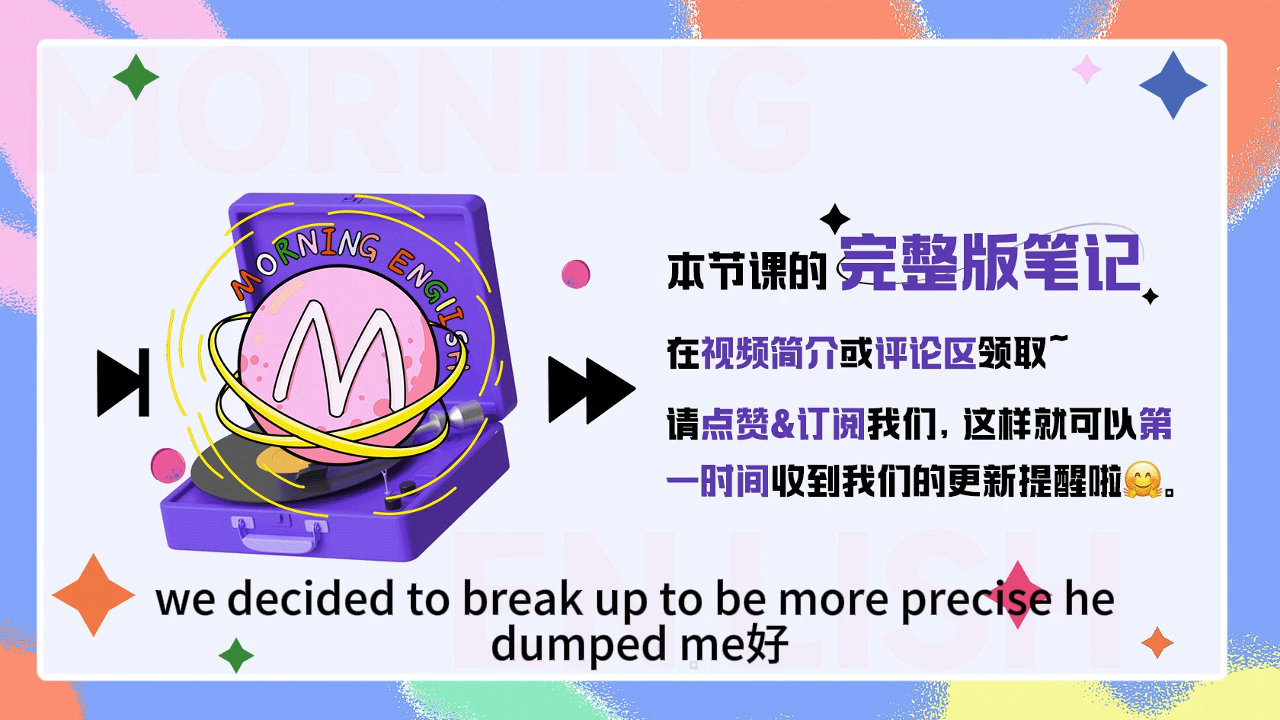 MORNING
MORNING ENGLISH
M
本节课的 完整版笔记
在视频简介或评论区领取~
请点赞&订阅我们，这样就可以第
一时间收到我们的更新提醒啦🤗。
ENGLISH
we decided to break up to be more precise he
dumped me好